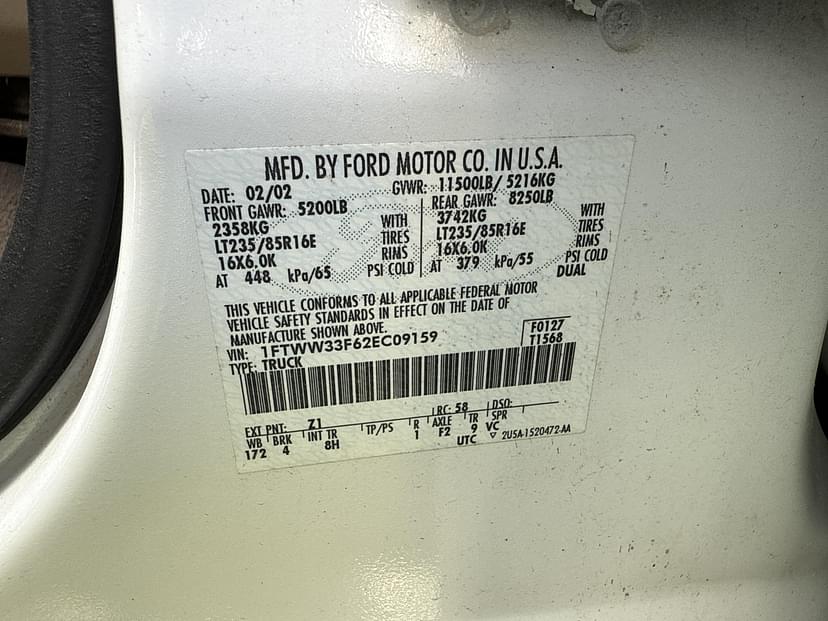 MFD. BY FORD MOTOR CO. IN U.S.A.
DATE: 02/02 GVWR: 11500LB/ 5216KG
FRONT GAWR: 5200LB REAR GAWR: 8250LB
2358KG WITH 3742KG WITH
LT235/85R16E TIRES LT235/85R16E TIRES
16X6.0K RIMS 16X6.0K RIMS
AT 448 kPa/65 PSI COLD AT 379 kPa/55 PSI COLD
DUAL
THIS VEHICLE CONFORMS TO ALL APPLICABLE FEDERAL MOTOR
VEHICLE SAFETY STANDARDS IN EFFECT ON THE DATE OF
MANUFACTURE SHOWN ABOVE.
VIN: 1FTWW33F62EC09159 F0127
TYPE: TRUCK T1568
EXT PNT: Z1 RC: 58 DSO:
WB BRK INT TR TP/PS R AXLE TR SPR
172 4 8H 1 F2 9 VC
UTC ▽ 2U5A-1520472-AA